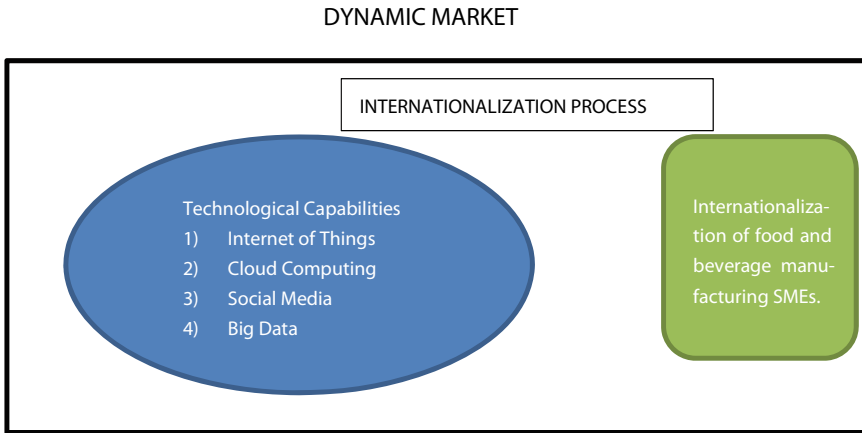 DYNAMIC MARKET
INTERNATIONALIZATION PROCESS
Technological Capabilities
1) Internet of Things
2) Cloud Computing
3) Social Media
4) Big Data
Internationaliza-
tion of food and
beverage manu-
facturing SMEs.